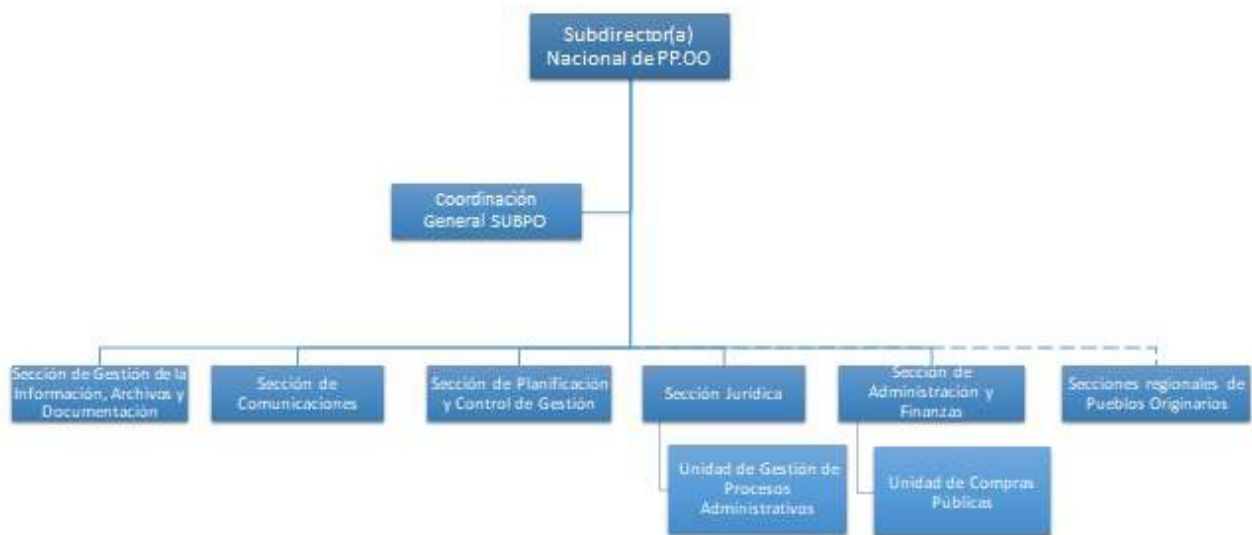 Subdirector(a)
Nacional de PP.OO
Coordinación
General SUBPO
Sección de Gestión de la
Información, Archivos y
Documentación
Sección de
Comunicaciones
Sección de Planificación
y Control de Gestión
Sección Jurídica
Sección de
Administración y
Finanzas
Secciones regionales de
Pueblos Originarios
Unidad de Gestión de
Procesos
Administrativos
Unidad de Compras
Públicas